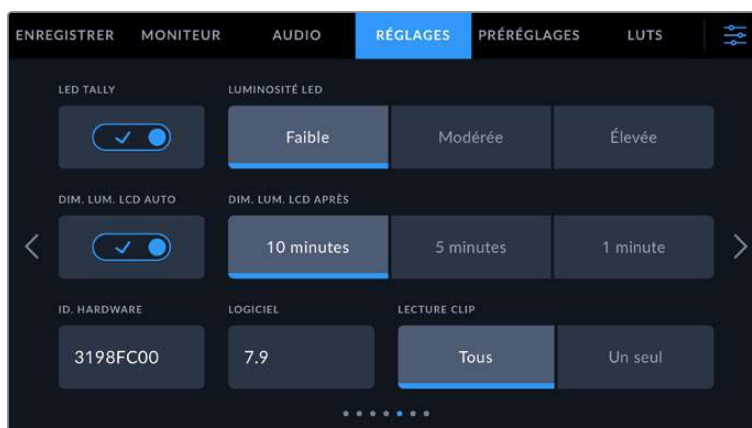 ENREGISTRER MONITEUR AUDIO RÉGLAGES PRÉRÉGLAGES LUTS
LED TALLY LUMINOSITÉ LED
Faible Modérée Élevée
DIM. LUM. LCD AUTO DIM. LUM. LCD APRÈS
10 minutes 5 minutes 1 minute
ID. HARDWARE LOGICIEL LECTURE CLIP
3198FC00 7.9 Tous Un seul